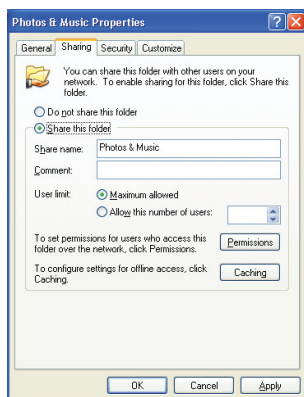 Photos & Music Properties
General Sharing Security Customize
You can share this folder with other users on your
network. To enable sharing for this folder, click Share this
folder.
Do not share this folder
Share this folder
Share name: Photos & Music
Comment:
User limit: Maximum allowed
Allow this number of users:
To set permissions for users who access this
folder over the network, click Permissions.
Permissions
To configure settings for offline access, click
Caching.
Caching
OK Cancel Apply